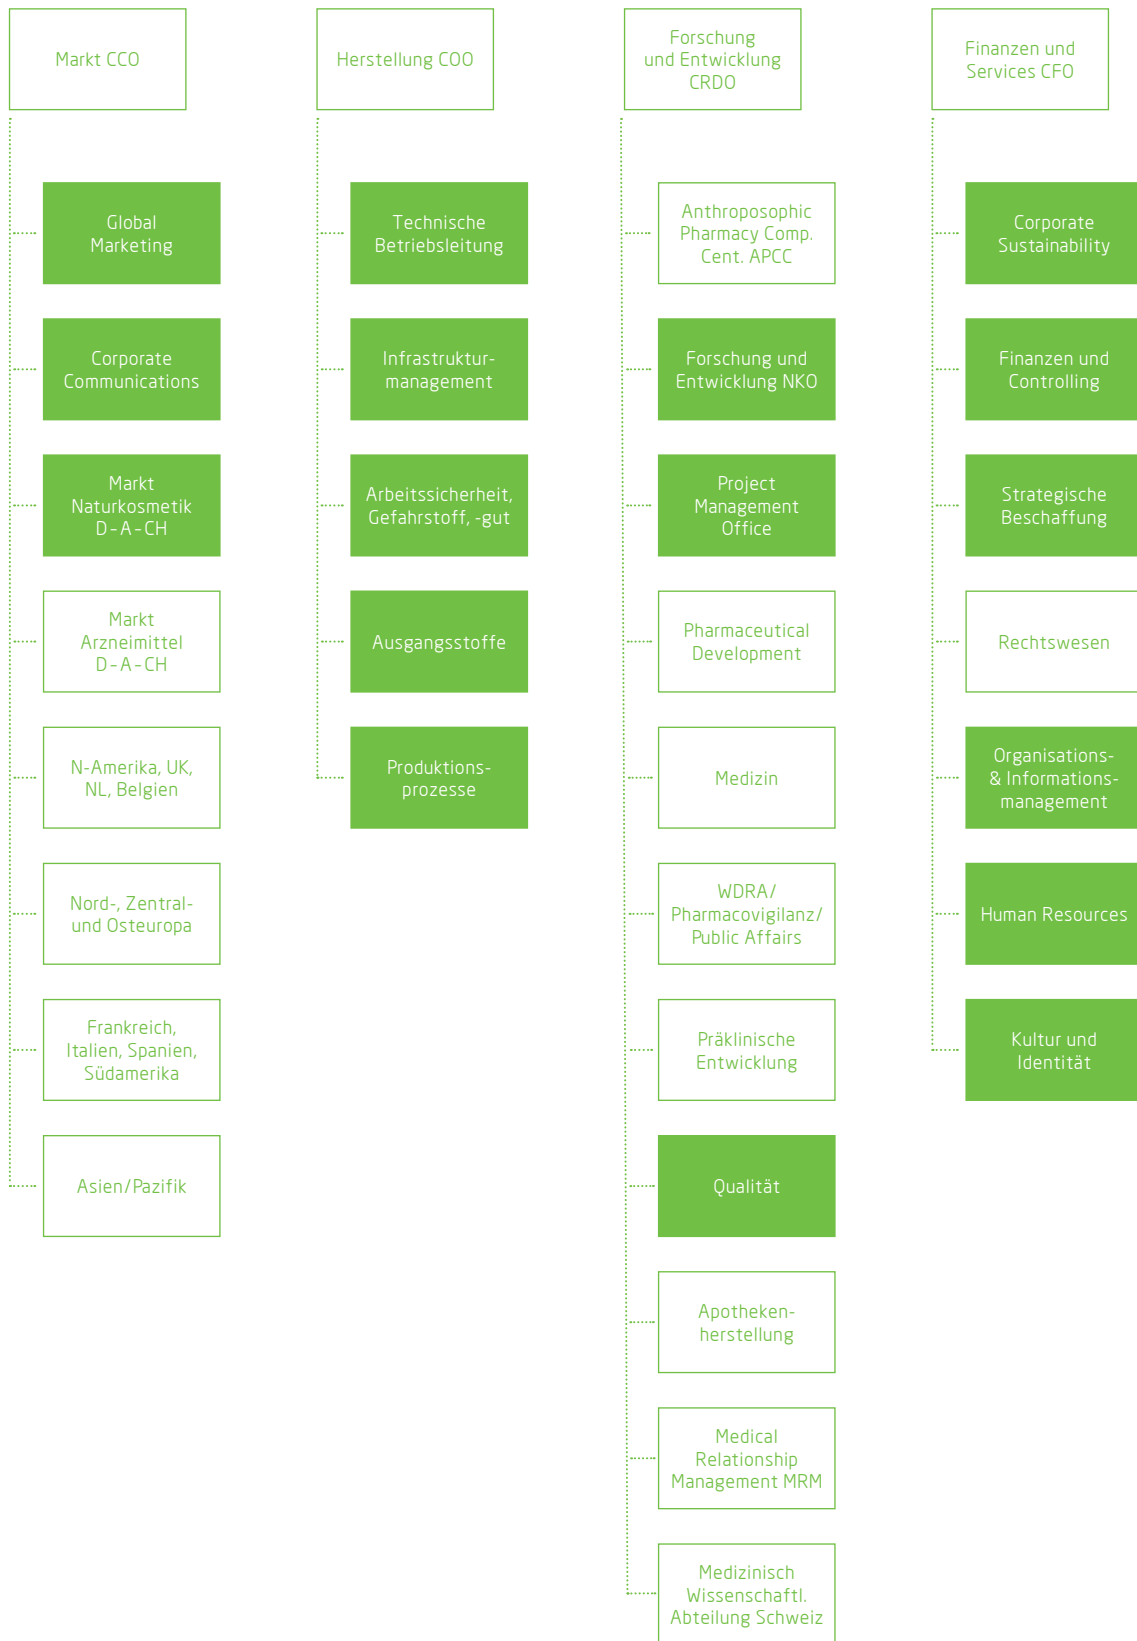 Markt CCO
Global
Marketing
Corporate
Communications
Markt
Naturkosmetik
D – A – CH
Markt
Arzneimittel
D – A – CH
N-Amerika, UK,
NL, Belgien
Nord-, Zentral-
und Osteuropa
Frankreich,
Italien, Spanien,
Südamerika
Asien/Pazifik
Herstellung COO
Technische
Betriebsleitung
Infrastruktur-
management
Arbeitssicherheit,
Gefahrstoff, -gut
Ausgangsstoffe
Produktions-
prozesse
Forschung
und Entwicklung
CRDO
Anthroposophic
Pharmacy Comp.
Cent. APCC
Forschung und
Entwicklung NKO
Project
Management
Office
Pharmaceutical
Development
Medizin
WDRA/
Pharmacovigilanz/
Public Affairs
Präklinische
Entwicklung
Qualität
Apotheken-
herstellung
Medical
Relationship
Management MRM
Medizinisch
Wissenschaftl.
Abteilung Schweiz
Finanzen und
Services CFO
Corporate
Sustainability
Finanzen und
Controlling
Strategische
Beschaffung
Rechtswesen
Organisations-
& Informations-
management
Human Resources
Kultur und
Identität